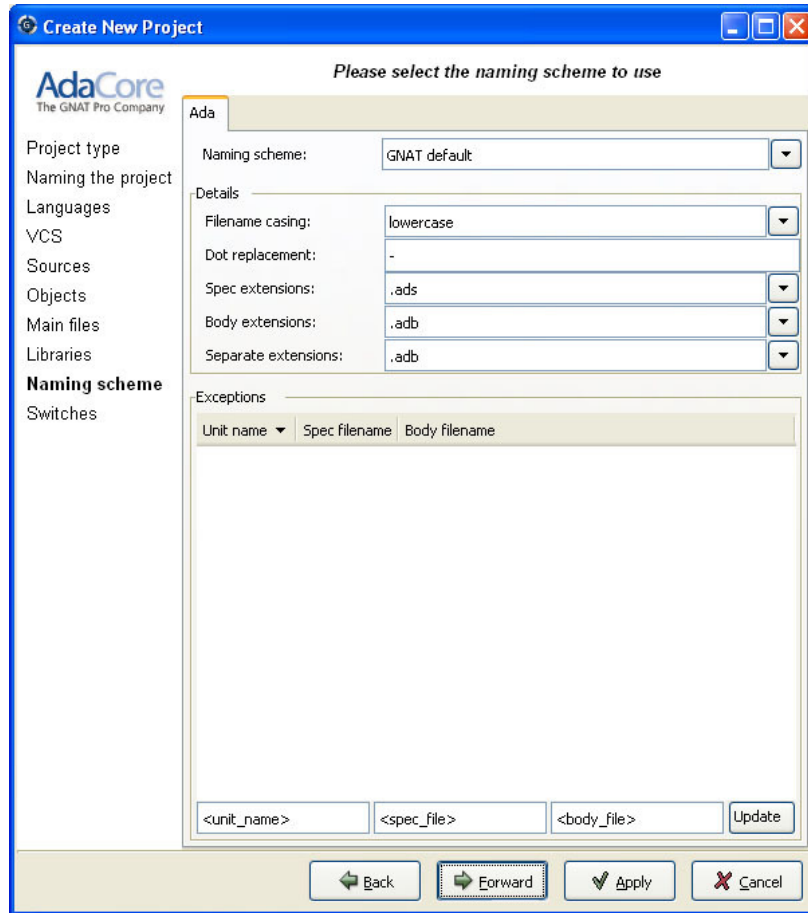 Create New Project
AdaCore
The GNAT Pro Company
Please select the naming scheme to use
Project type
Naming the project
Languages
VCS
Sources
Objects
Main files
Libraries
Naming scheme
Switches
Ada
Naming scheme: GNAT default
Details
Filename casing: lowercase
Dot replacement: -
Spec extensions: .ads
Body extensions: .adb
Separate extensions: .adb
Exceptions
Unit name Spec filename Body filename
<unit_name> <spec_file> <body_file> Update
Back Forward Apply Cancel